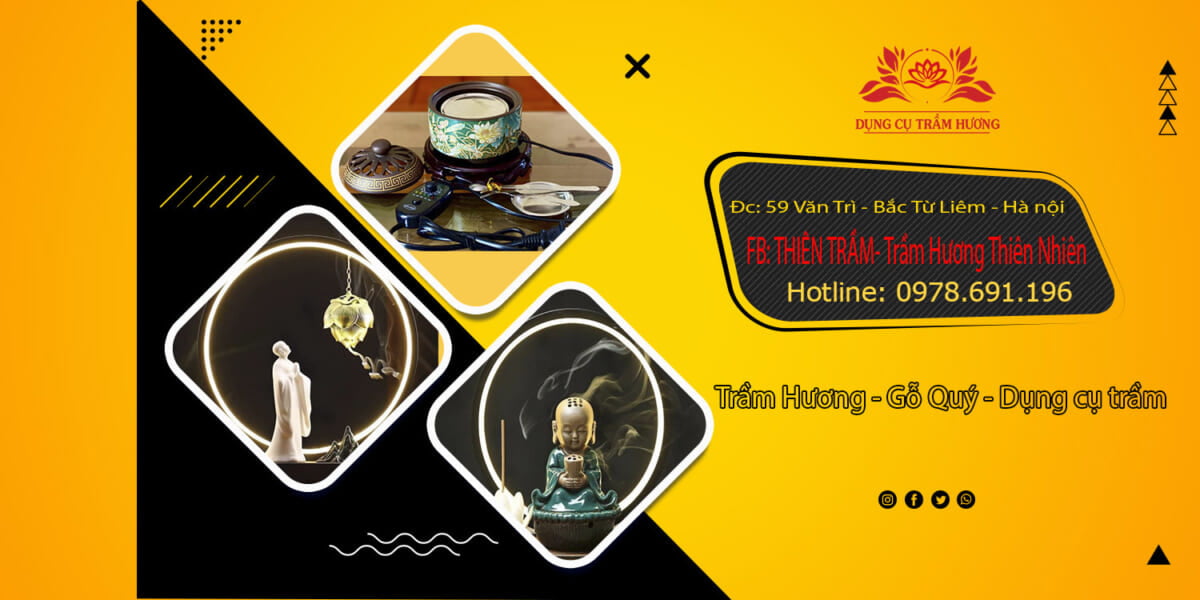 DỤNG CỤ TRẦM HƯƠNG
Đc: 59 Văn Trì - Bắc Từ Liêm - Hà nội
FB: THIÊN TRẦM- Trầm Hương Thiên Nhiên
Hotline: 0978.691.196
Trầm Hương - Gỗ Quý - Dụng cụ trầm